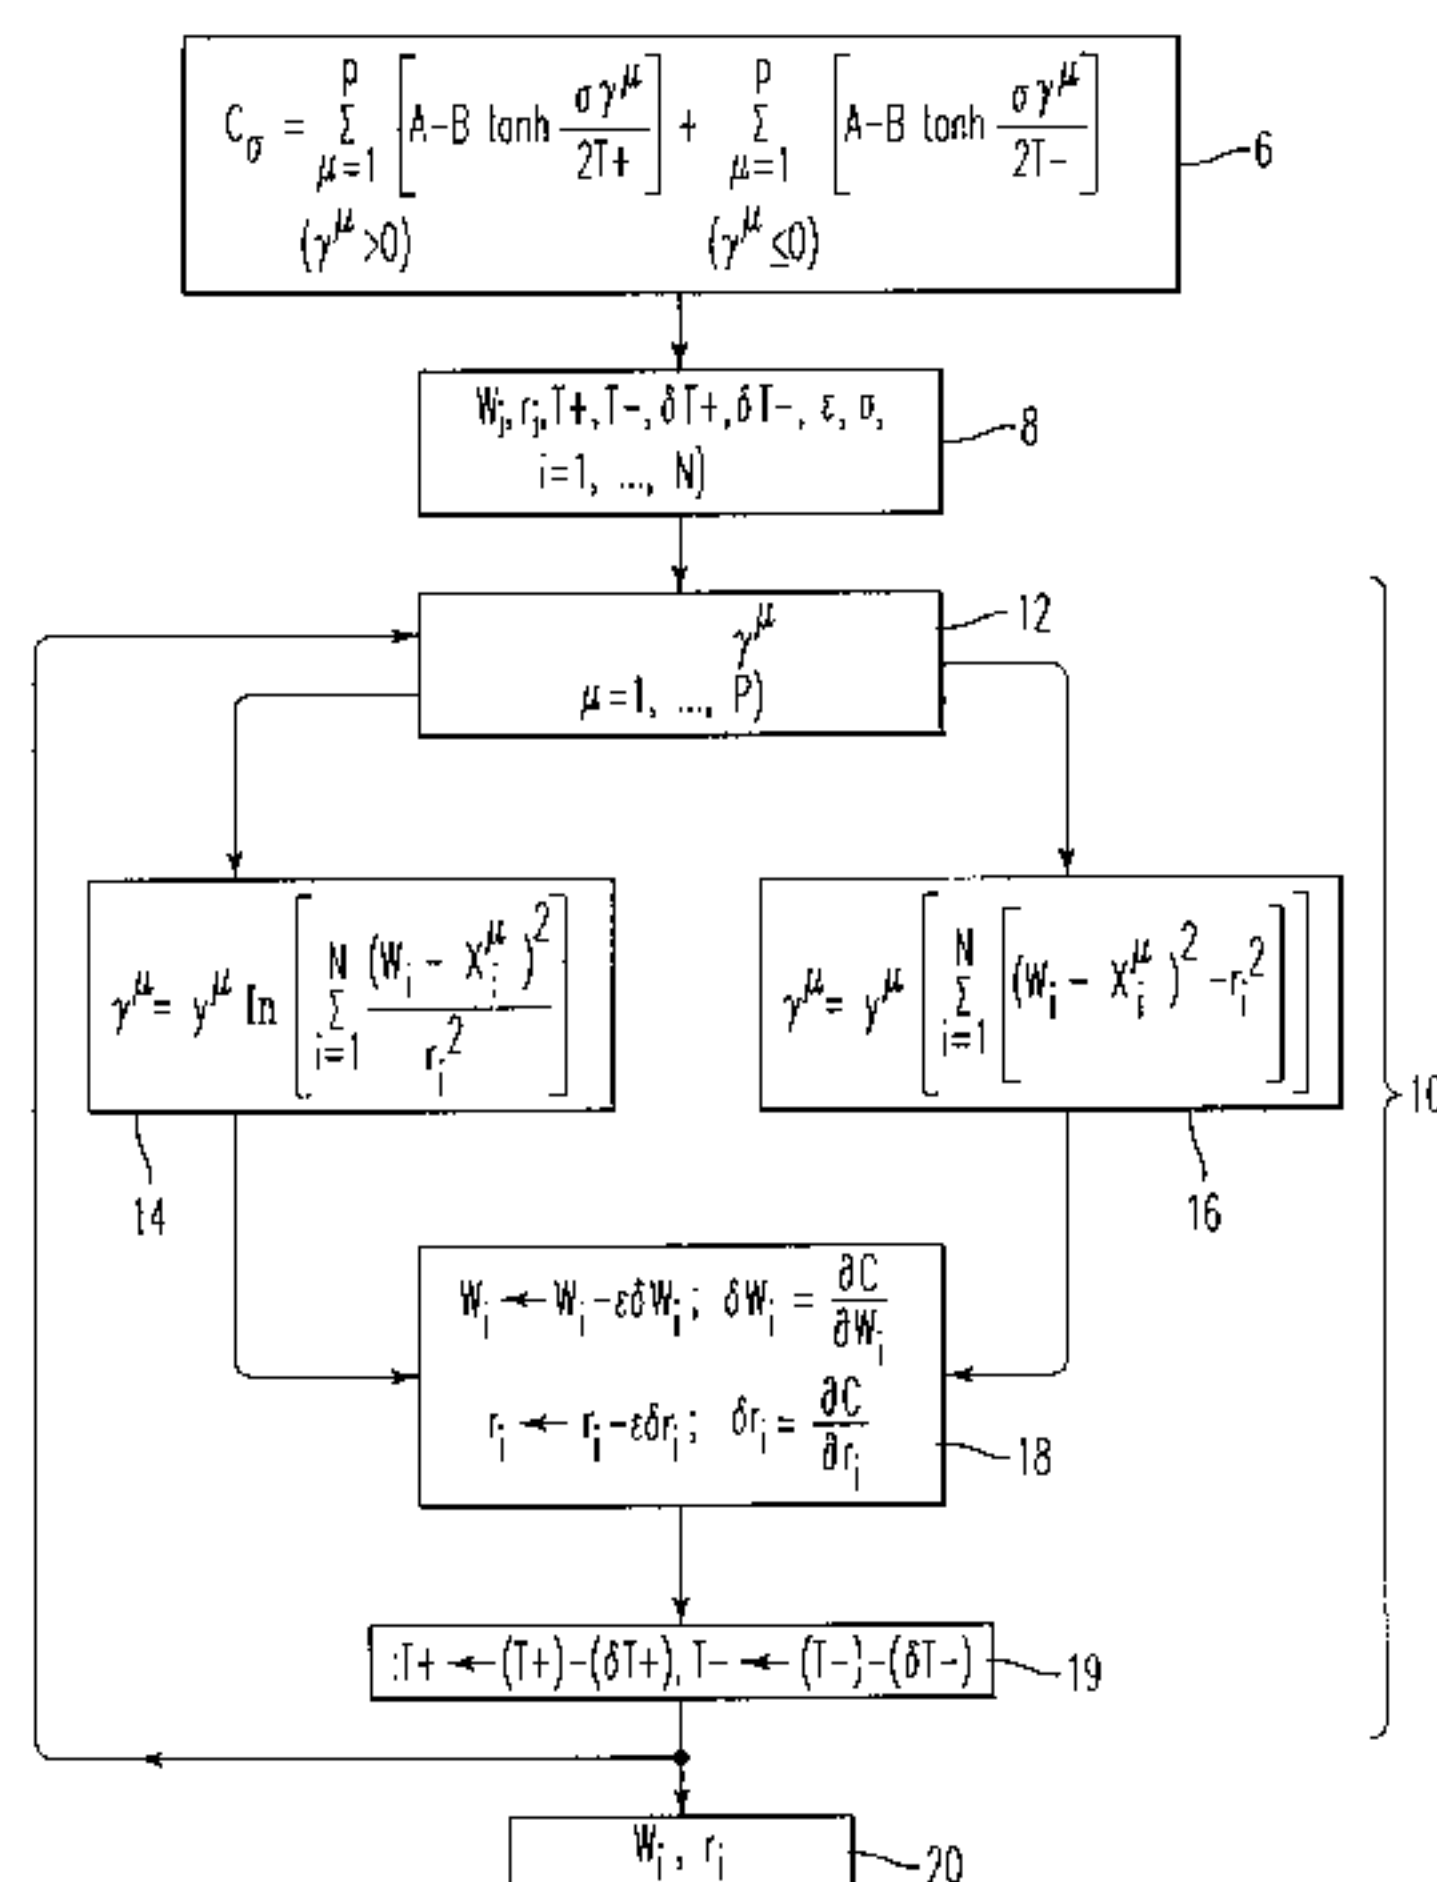 C_σ = Σ_{μ=1}^{P} [A-B tanh σγ^μ/2T+] + Σ_{μ=1}^{P} [A-B tanh σγ^μ/2T-]
(γ^μ>0) (γ^μ≤0)
6
W_i, r_i, T+, T-, δT+, δT-, ε, σ,
i=1, ..., N)
8
γ^μ
μ=1, ..., P)
12
γ^μ = y^μ ln [Σ_{i=1}^{N} (W_i - X_i^μ)^2 / r_i^2]
14
γ^μ = y^μ [Σ_{i=1}^{N} [(W_i - X_i^μ)^2 - r_i^2]]
16
10
W_i ← W_i-εδW_i; δW_i = ∂C/∂W_i
r_i ← r_i-εδr_i; δr_i = ∂C/∂r_i
18
:T+ ← (T+)-(δT+), T- ← (T-)-(δT-)
19
W_i, r_i
20